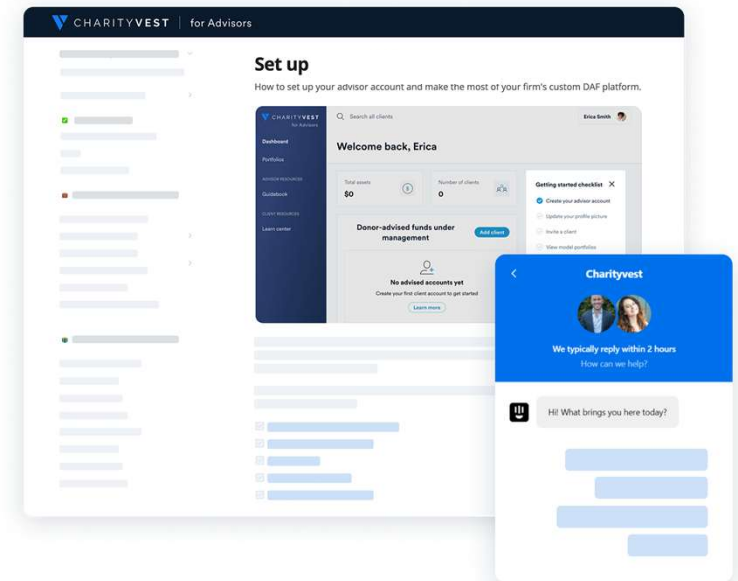 CHARITYVEST for Advisors
Set up
How to set up your advisor account and make the most of your firm's custom DAF platform.
CHARITYVEST
for Advisors
Dashboard
Portfolios
ADVISOR RESOURCES
Guidebook
CLIENT RESOURCES
Learn center
Search all clients
Erica Smith
Welcome back, Erica
Total assets
$0
Number of clients
0
Donor-advised funds under
management
Add client
No advised accounts yet
Create your first client account to get started
Learn more
Getting started checklist
Create your advisor account
Update your profile picture
Invite a client
View model portfolios
Charityvest
We typically reply within 2 hours
How can we help?
Hi! What brings you here today?